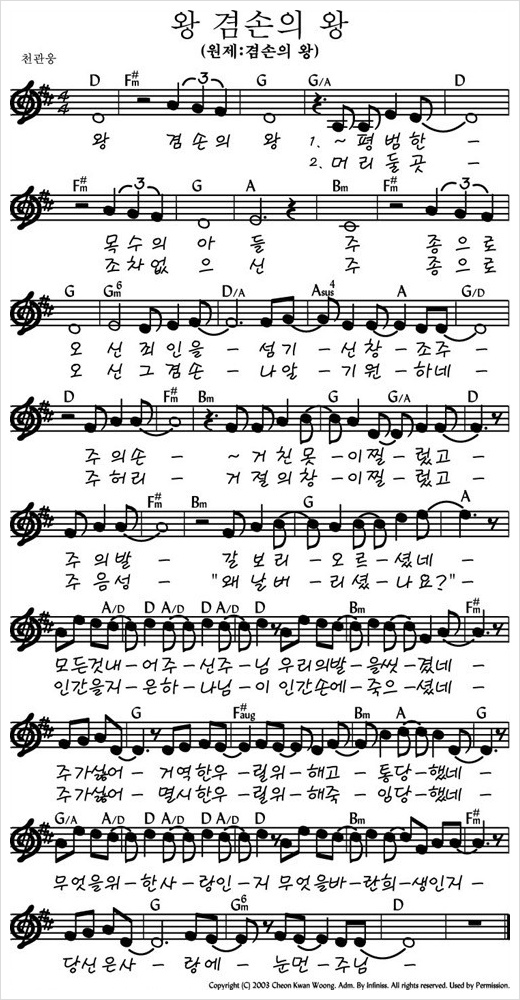 왕 겸손의 왕
(원제:겸손의 왕)
천관웅
D F#m 3 G G/A D
왕 겸손의 왕 1. ~ 평범한 -
2. 머리둘곳 -
F#m 3 G A Bm F#m 3
목수의 아 들 주 종으로
조차없 으 신 주 종으로
G Gm6 D/A Asus4 A G/D
오 신 죄인을 - 섬기 - 신창 - 조주 -
오 신 그겸손 - 나알 - 기원 - 하네 -
D F#m Bm G G/A D
주의손 - ~ 거친못 - 이찔 - 렀고 -
주허리 - 거절의창 - 이찔 - 렀고 -
F#m Bm G A
주의발 - 갈보리 - 오르 - 셨네 -
주음성 - "왜날버 - 리셨 - 나요?" -
A/D D A/D D A/D D Bm F#m
모든것내 - 어주 - 신주 - 님 우리의발 - 을씻 - 겼네 -
인간을지 - 은하 - 나님 - 이 인간손에 - 죽으 - 셨네 -
G F#aug Bm A G
주가싫어 - 거역한우 - 릴위 - 해고 - 통당 - 했네 -
주가싫어 - 멸시한우 - 릴위 - 해죽 - 임당 - 했네 -
G/A D A/D D A/D D Bm F#m
무엇을위 - 한사 - 랑인 - 지 무엇을바 - 란희 - 생인지 -
G Gm6 D
당신은사 - 랑에 - 눈먼 - 주님 -
Copyright (C) 2003 Cheon Kwan Woong. Adm. By Infiniss. All rights reserved. Used by Permission.